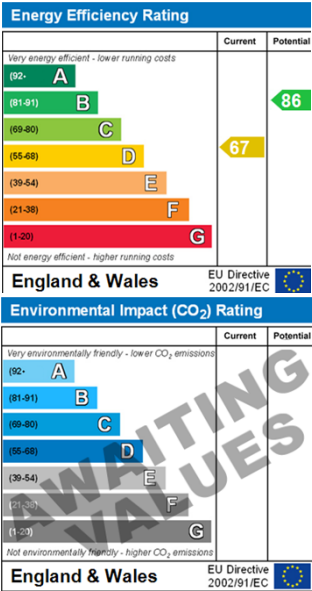 Energy Efficiency Rating
Current Potential
Very energy efficient - lower running costs
(92- A
(81-91) B
86
(69-80) C
(55-68) D
67
(39-54) E
(21-38) F
(1-20) G
Not energy efficient - higher running costs
England & Wales
EU Directive
2002/91/EC
Environmental Impact (CO2) Rating
Current Potential
Very environmentally friendly - lower CO2 emissions
(92- A
(81-91) B
(69-80) C
(55-68) D
(39-54) E
(21-38) F
(1-20) G
AWAITING
VALUES
Not environmentally friendly - higher CO2 emissions
England & Wales
EU Directive
2002/91/EC